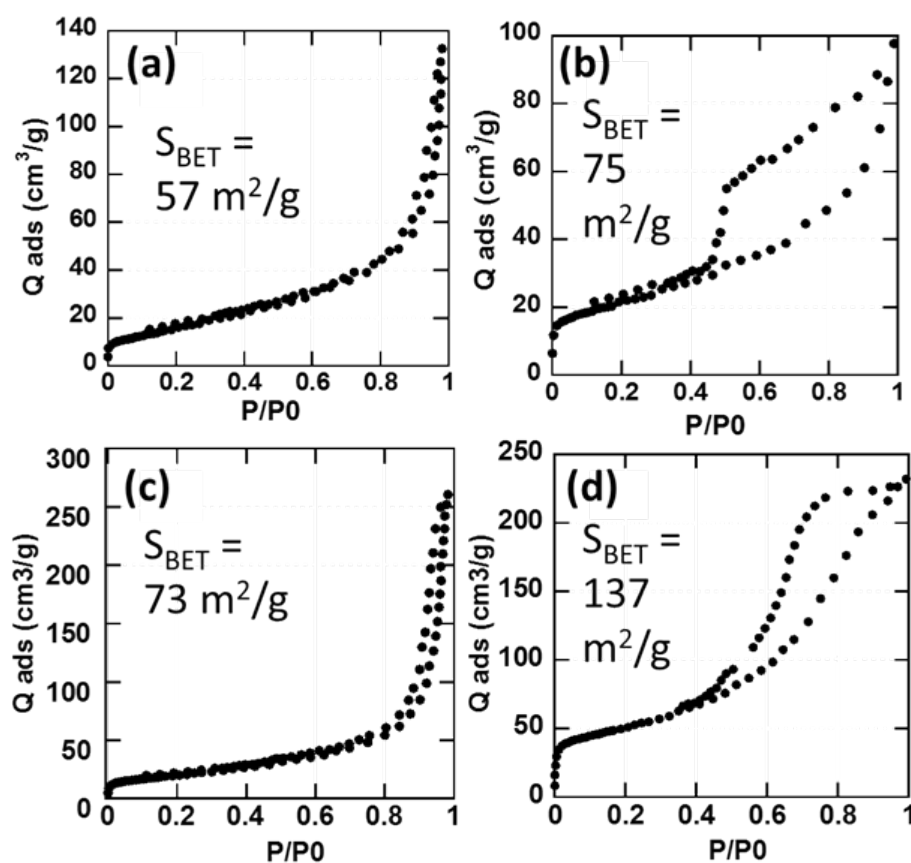 (a)
S_BET =
57 m²/g
Q ads (cm³/g)
140
120
100
80
60
40
20
0
0 0.2 0.4 0.6 0.8 1
P/P0
(b)
S_BET =
75
m²/g
Q ads (cm³/g)
100
80
60
40
20
0
0 0.2 0.4 0.6 0.8 1
P/P0
(c)
S_BET =
73 m²/g
Q ads (cm3/g)
300
250
200
150
100
50
0
0 0.2 0.4 0.6 0.8 1
P/P0
(d)
S_BET =
137
m²/g
Q ads (cm3/g)
250
200
150
100
50
0
0 0.2 0.4 0.6 0.8 1
P/P0